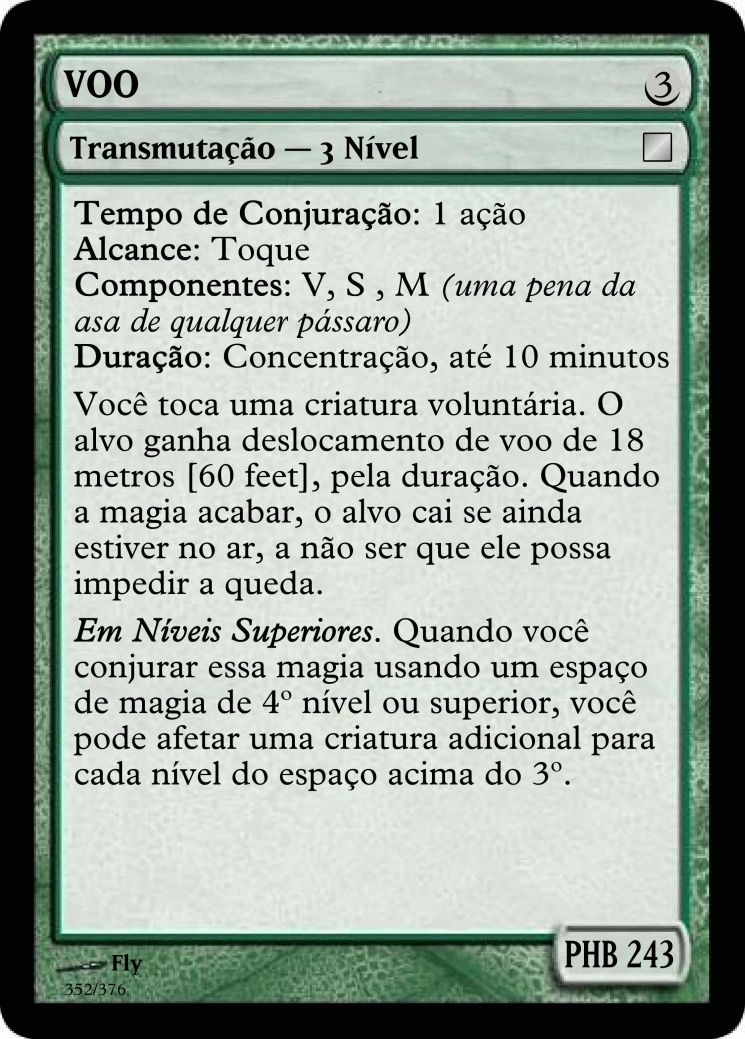 VOO
3
Transmutação — 3 Nível
Tempo de Conjuração: 1 ação
Alcance: Toque
Componentes: V, S , M (uma pena da
asa de qualquer pássaro)
Duração: Concentração, até 10 minutos
Você toca uma criatura voluntária. O
alvo ganha deslocamento de voo de 18
metros [60 feet], pela duração. Quando
a magia acabar, o alvo cai se ainda
estiver no ar, a não ser que ele possa
impedir a queda.
Em Níveis Superiores. Quando você
conjurar essa magia usando um espaço
de magia de 4º nível ou superior, você
pode afetar uma criatura adicional para
cada nível do espaço acima do 3º.
PHB 243
Fly
352/376